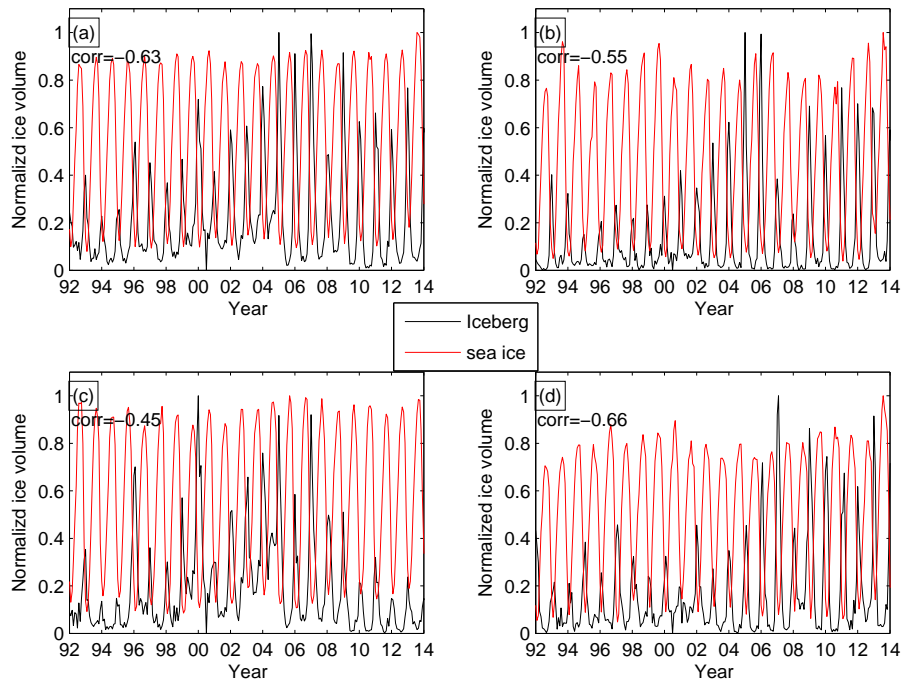 (a)
corr=−0.63
Normalizd ice volume
1
0.8
0.6
0.4
0.2
0
92 94 96 98 00 02 04 06 08 10 12 14
Year
(b)
corr=−0.55
Normalizd ice volume
1
0.8
0.6
0.4
0.2
0
92 94 96 98 00 02 04 06 08 10 12 14
Year
Iceberg
sea ice
(c)
corr=−0.45
Normalizd ice volume
1
0.8
0.6
0.4
0.2
0
92 94 96 98 00 02 04 06 08 10 12 14
Year
(d)
corr=−0.66
Normalized ice volume
1
0.8
0.6
0.4
0.2
0
92 94 96 98 00 02 04 06 08 10 12 14
Year